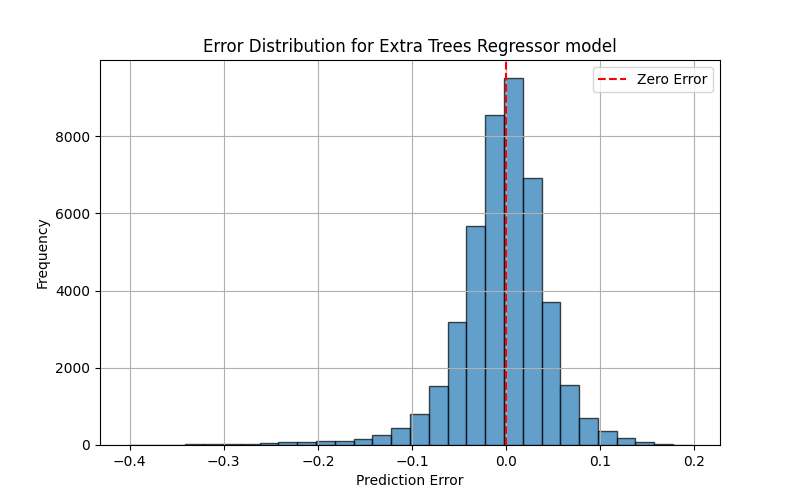 Error Distribution for Extra Trees Regressor model
Zero Error
Frequency
8000
6000
4000
2000
0
−0.4 −0.3 −0.2 −0.1 0.0 0.1 0.2
Prediction Error